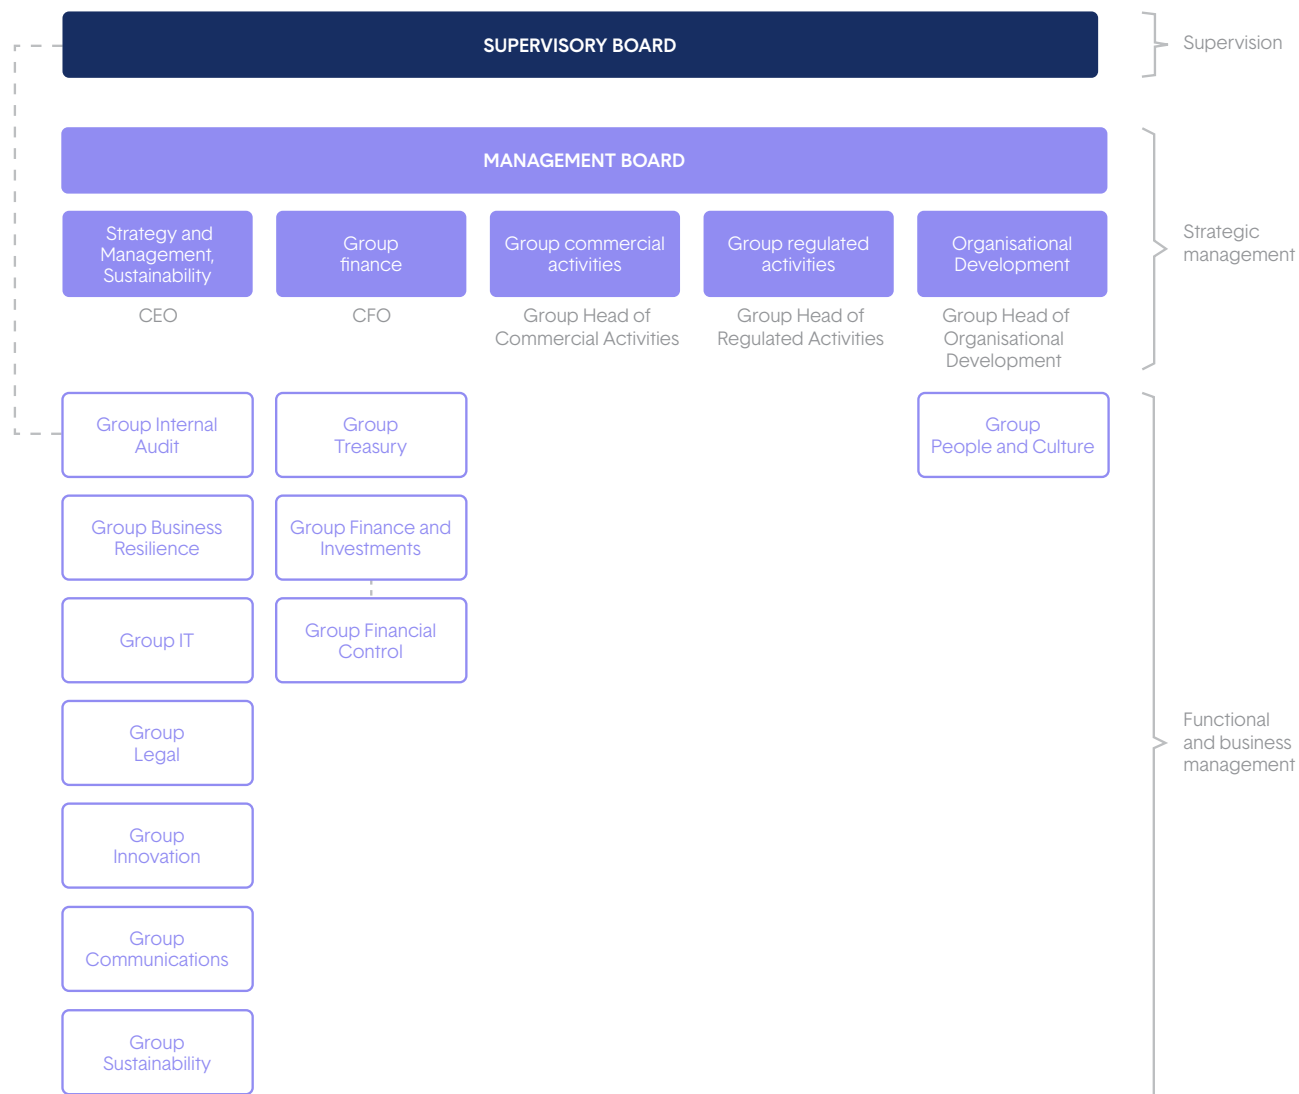 SUPERVISORY BOARD
Supervision
MANAGEMENT BOARD
Strategy and
Management,
Sustainability
CEO
Group
finance
CFO
Group commercial
activities
Group Head of
Commercial Activities
Group regulated
activities
Group Head of
Regulated Activities
Organisational
Development
Group Head of
Organisational
Development
Strategic
management
Group Internal
Audit
Group Business
Resilience
Group IT
Group
Legal
Group
Innovation
Group
Communications
Group
Sustainability
Group
Treasury
Group Finance and
Investments
Group Financial
Control
Group
People and Culture
Functional
and business
management